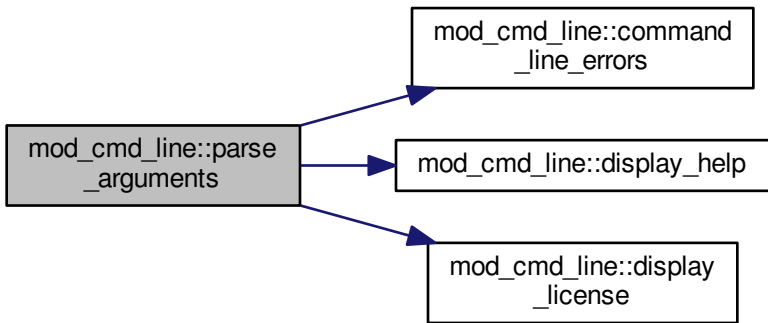 mod_cmd_line::parse
_arguments
mod_cmd_line::command
_line_errors
mod_cmd_line::display_help
mod_cmd_line::display
_license